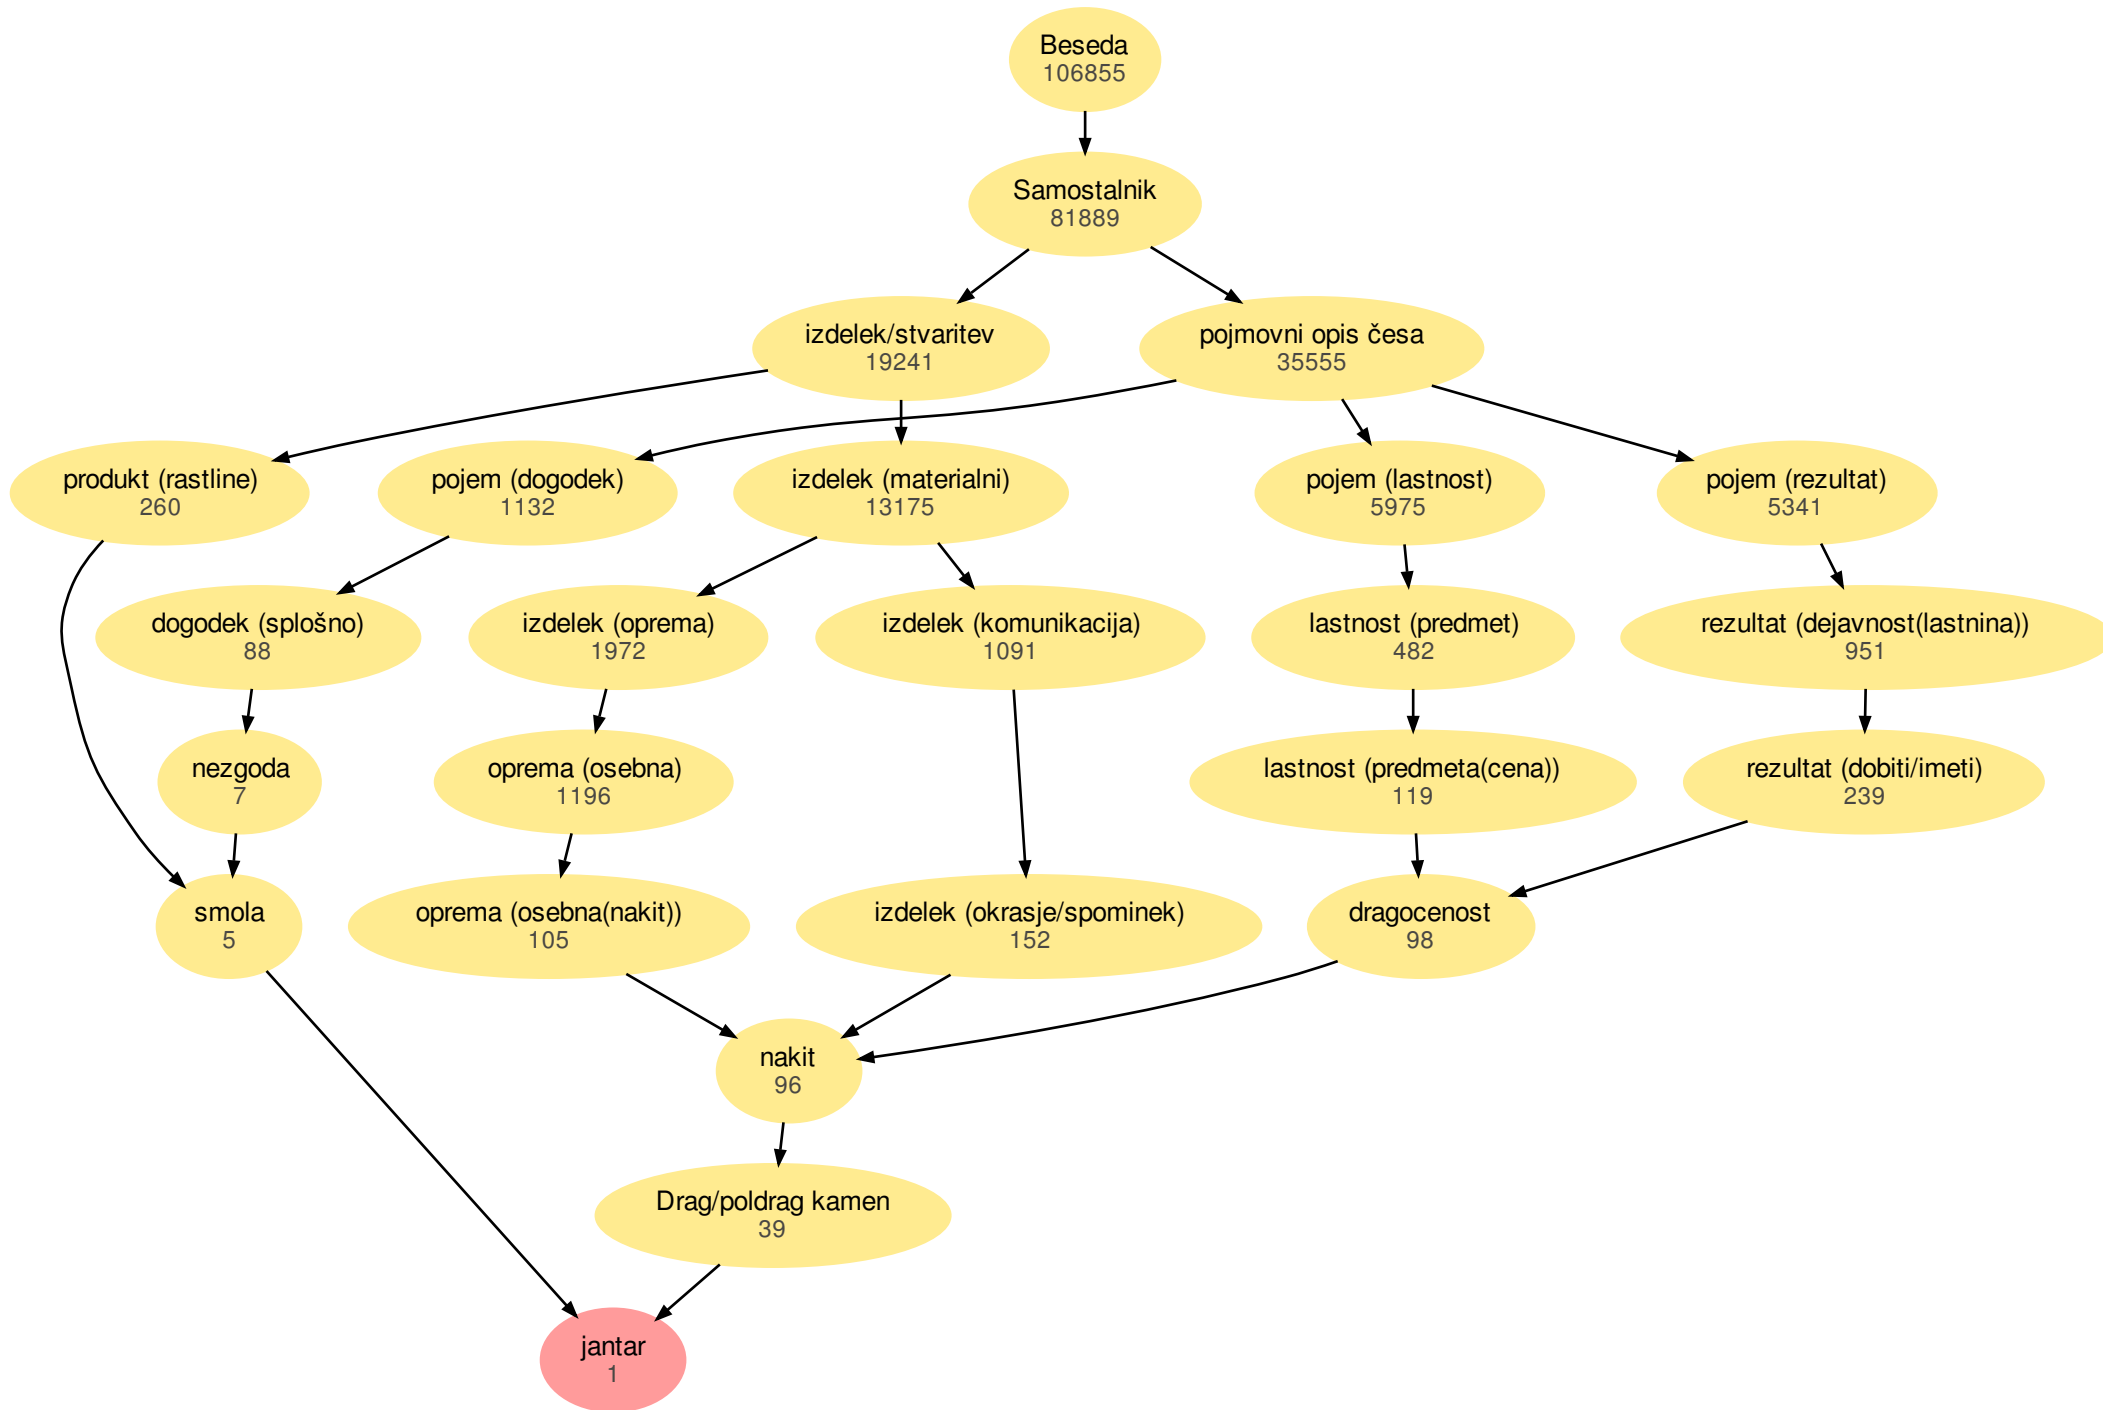 Beseda
106855
Samostalnik
81889
izdelek/stvaritev
19241
pojmovni opis česa
35555
produkt (rastline)
260
pojem (dogodek)
1132
izdelek (materialni)
13175
pojem (lastnost)
5975
pojem (rezultat)
5341
dogodek (splošno)
88
izdelek (oprema)
1972
izdelek (komunikacija)
1091
lastnost (predmet)
482
rezultat (dejavnost(lastnina))
951
nezgoda
7
oprema (osebna)
1196
lastnost (predmeta(cena))
119
rezultat (dobiti/imeti)
239
smola
5
oprema (osebna(nakit))
105
izdelek (okrasje/spominek)
152
dragocenost
98
nakit
96
Drag/poldrag kamen
39
jantar
1